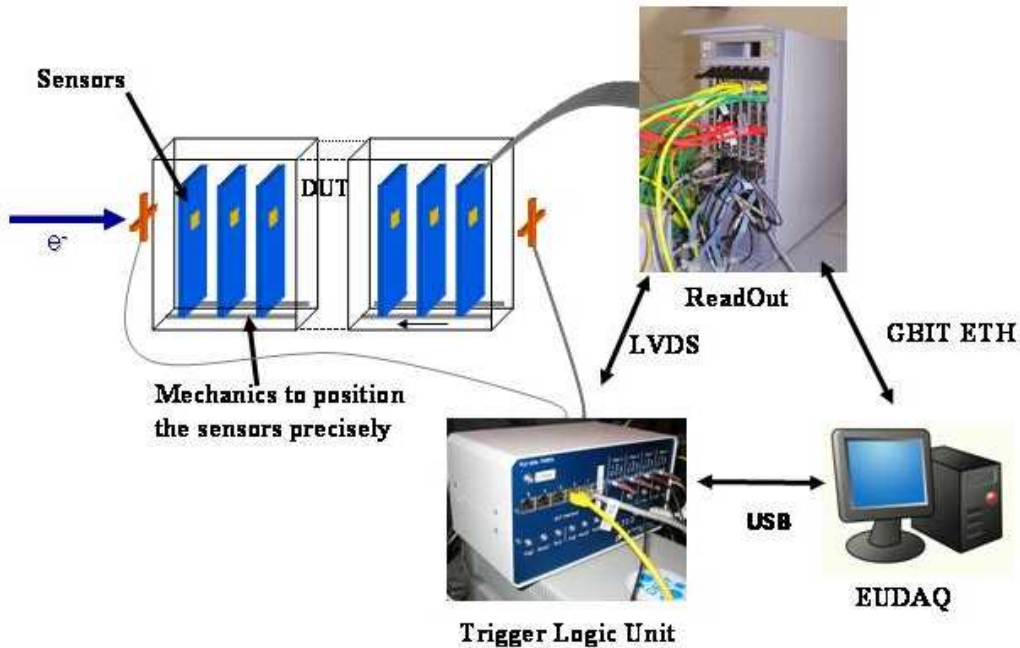 Sensors
DUT
e-
ReadOut
LVDS
GBIT ETH
Mechanics to position
the sensors precisely
USB
EUDAQ
Trigger Logic Unit